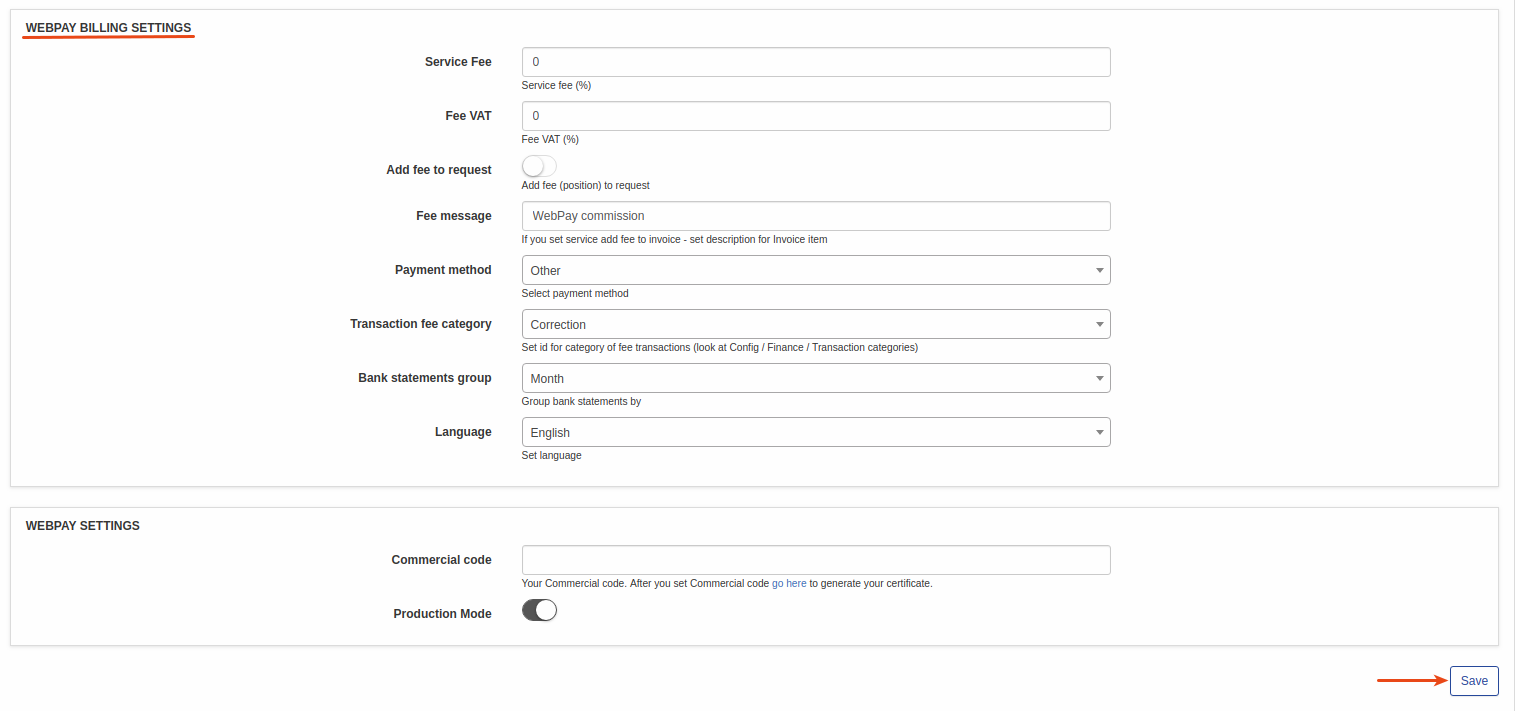 WEBPAY BILLING SETTINGS
Service Fee
0
Service fee (%)
Fee VAT
0
Fee VAT (%)
Add fee to request
Add fee (position) to request
Fee message
WebPay commission
If you set service add fee to invoice - set description for Invoice item
Payment method
Other
Select payment method
Transaction fee category
Correction
Set id for category of fee transactions (look at Config / Finance / Transaction categories)
Bank statements group
Month
Group bank statements by
Language
English
Set language
WEBPAY SETTINGS
Commercial code
Your Commercial code. After you set Commercial code go here to generate your certificate.
Production Mode
Save